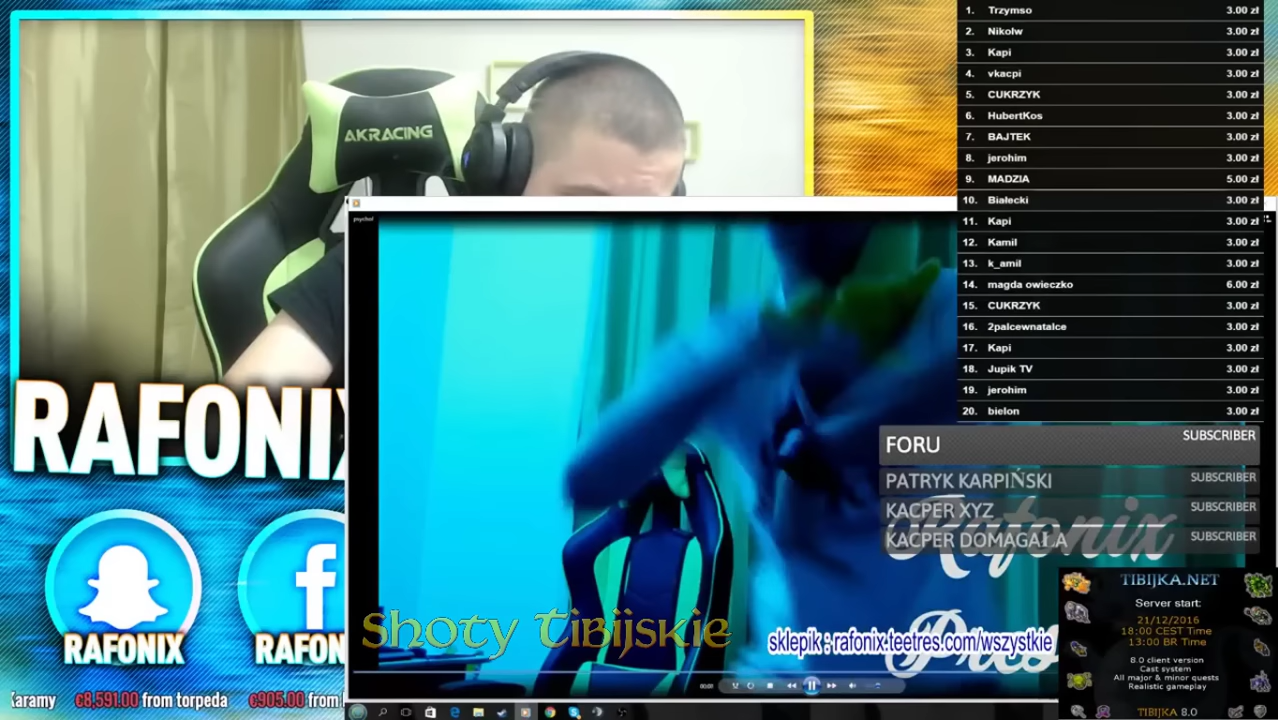 AKRACING
1. Trzymso 3.00 zł
2. Nikolw 3.00 zł
3. Kapi 3.00 zł
4. vkacpi 3.00 zł
5. CUKRZYK 3.00 zł
6. HubertKos 3.00 zł
7. BAJTEK 3.00 zł
8. jerohim 3.00 zł
9. MADZIA 5.00 zł
10. Białecki 3.00 zł
11. Kapi 3.00 zł
12. Kamil 3.00 zł
13. k_amil 3.00 zł
14. magda owieczko 6.00 zł
15. CUKRZYK 3.00 zł
16. 2palcewnatalce 3.00 zł
17. Kapi 3.00 zł
18. Jupik TV 3.00 zł
19. jerohim 3.00 zł
20. bielon 3.00 zł
RAFONIX
FORU SUBSCRIBER
PATRYK KARPIŃSKI SUBSCRIBER
KACPER XYZ SUBSCRIBER
KACPER DOMAGAŁA SUBSCRIBER
Rafonix
Shoty Tibijskie
sklepik : rafonix.teetres.com/wszystkie
RAFONIX
RAFON
TIBIJKA.NET
Server start:
21/12/2016
18:00 CEST Time
13:00 BR Time
8.0 client version
Cast system
All major & minor quests
Realistic gameplay
TIBIJKA 8.0
Karamy €8,591.00 from torpeda €905.00 from